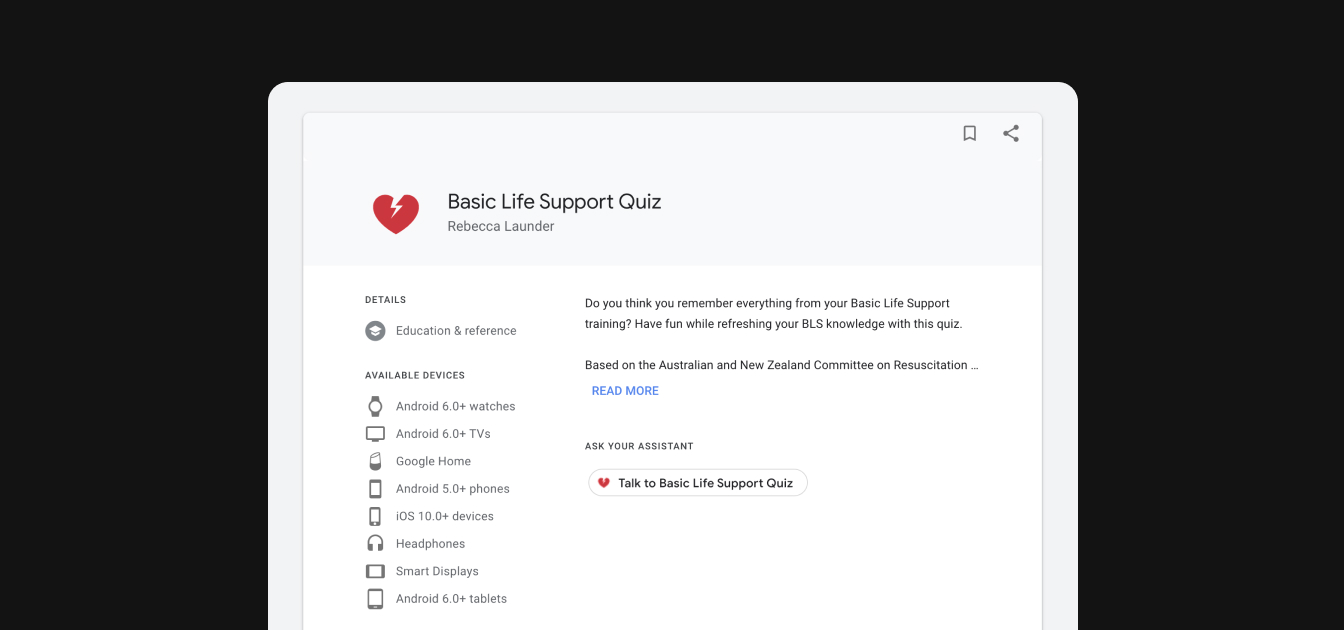 Basic Life Support Quiz
Rebecca Launder
DETAILS
Education & reference
AVAILABLE DEVICES
Android 6.0+ watches
Android 6.0+ TVs
Google Home
Android 5.0+ phones
iOS 10.0+ devices
Headphones
Smart Displays
Android 6.0+ tablets
Do you think you remember everything from your Basic Life Support
training? Have fun while refreshing your BLS knowledge with this quiz.
Based on the Australian and New Zealand Committee on Resuscitation ...
READ MORE
ASK YOUR ASSISTANT
Talk to Basic Life Support Quiz